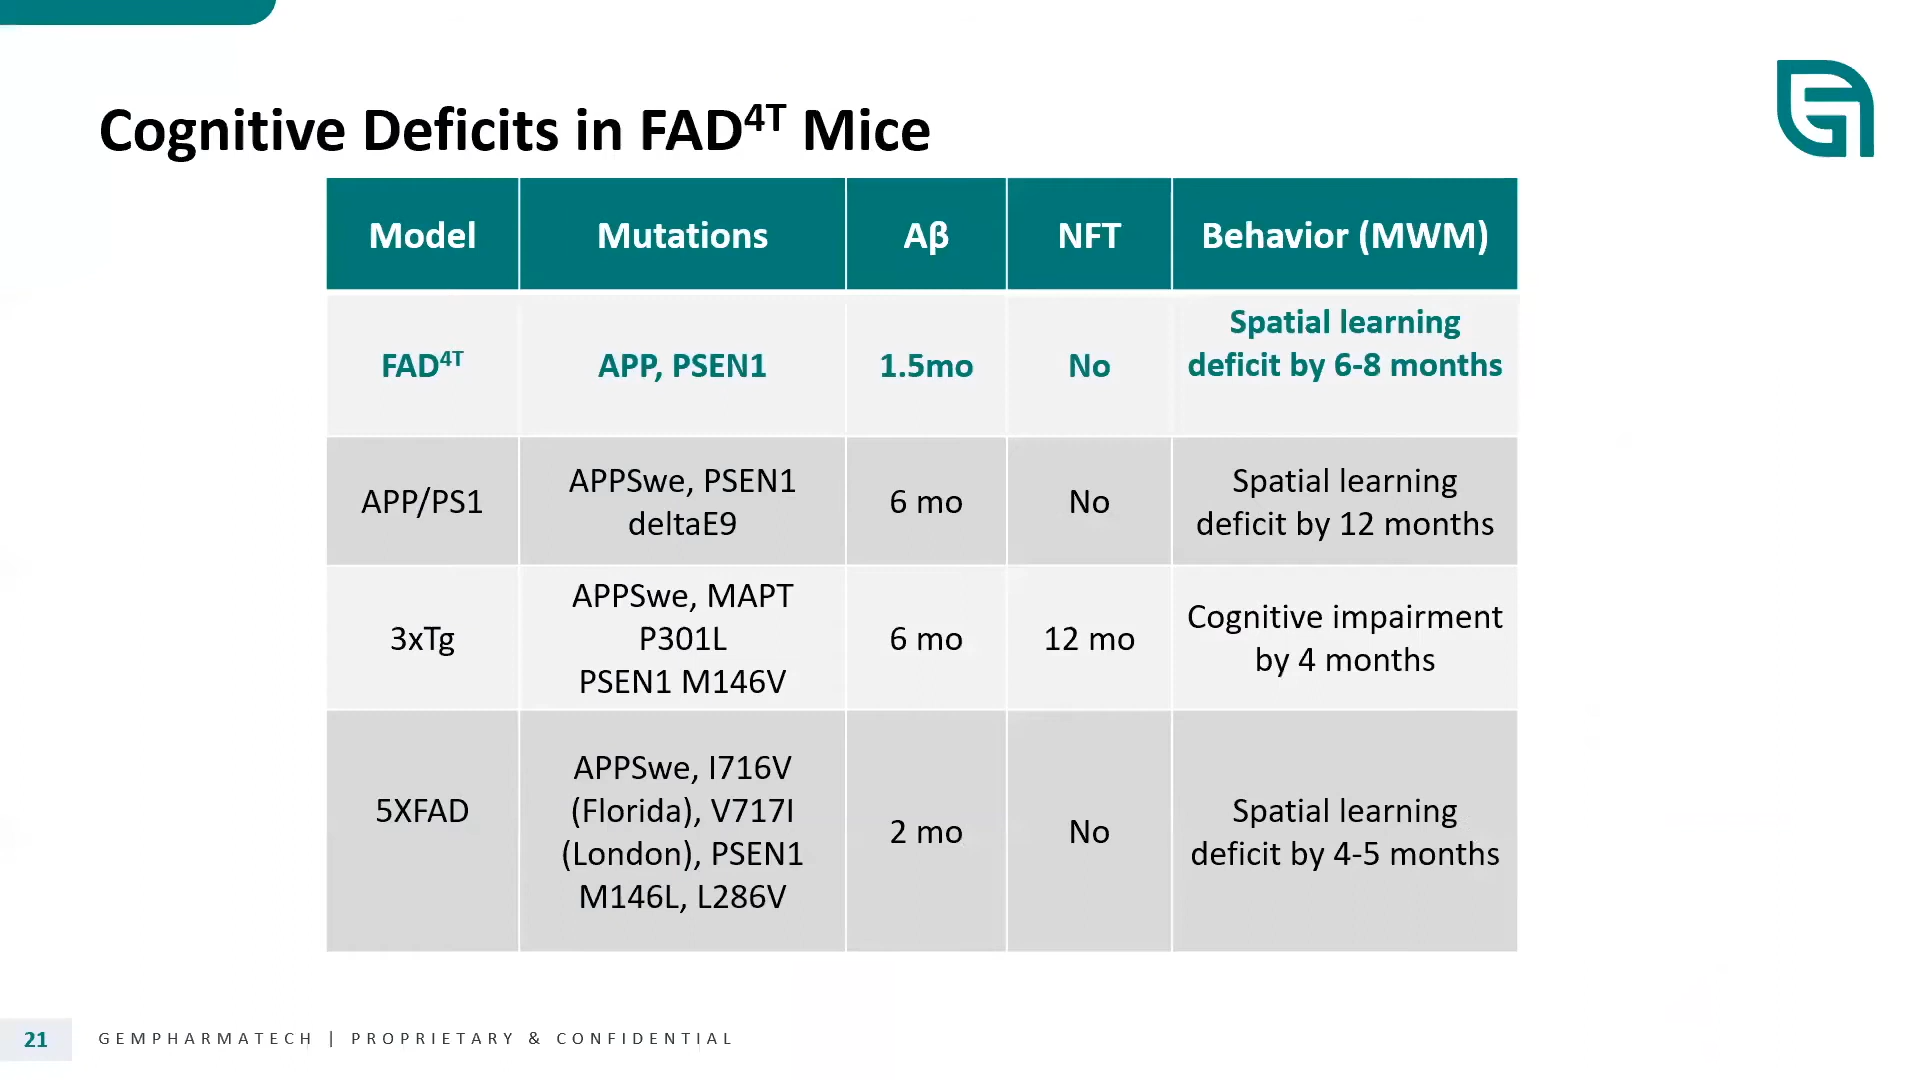 Cognitive Deficits in FAD4T Mice
Model Mutations Aβ NFT Behavior (MWM)
FAD4T APP, PSEN1 1.5mo No Spatial learning
deficit by 6-8 months
APP/PS1 APPSwe, PSEN1
deltaE9 6 mo No Spatial learning
deficit by 12 months
3xTg APPSwe, MAPT
P301L
PSEN1 M146V 6 mo 12 mo Cognitive impairment
by 4 months
5XFAD APPSwe, I716V
(Florida), V717I
(London), PSEN1
M146L, L286V 2 mo No Spatial learning
deficit by 4-5 months
21 GEMPHARMATECH | PROPRIETARY & CONFIDENTIAL